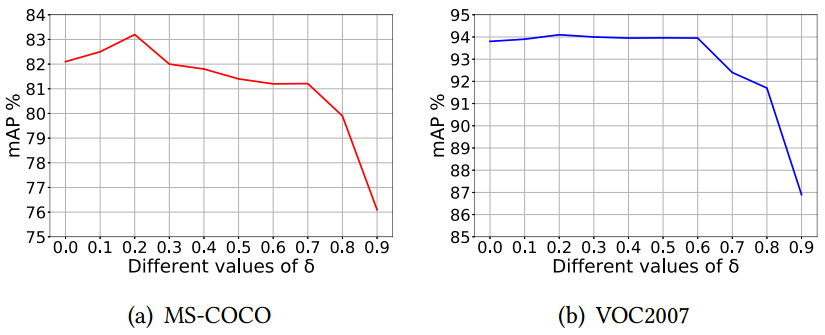 84
83
82
81
80
79
78
77
76
75
mAP %
0.0 0.1 0.2 0.3 0.4 0.5 0.6 0.7 0.8 0.9
Different values of δ
(a) MS-COCO
95
94
93
92
91
90
89
88
87
86
85
mAP %
0.0 0.1 0.2 0.3 0.4 0.5 0.6 0.7 0.8 0.9
Different values of δ
(b) VOC2007